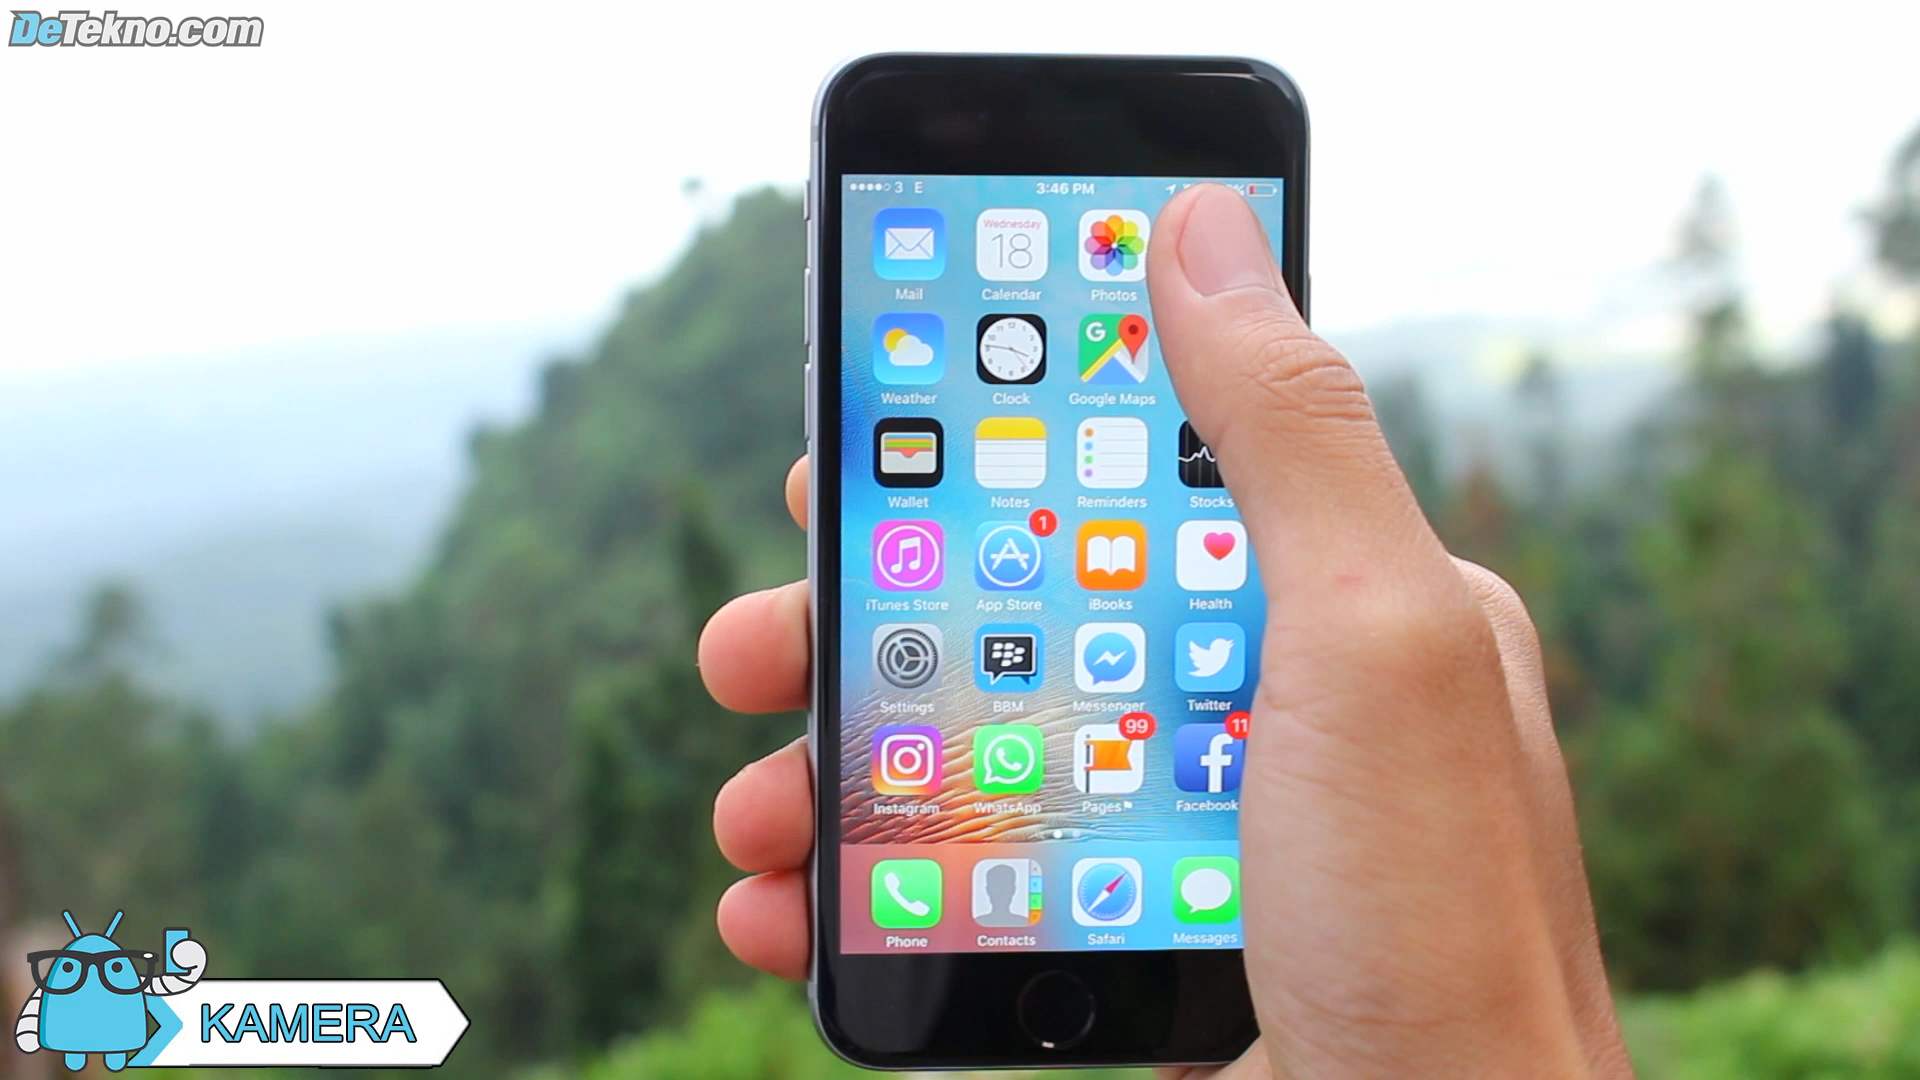 DeTekno.com
3 E 3:46 PM %
Wednesday
18
Mail Calendar Photos
G
Weather Clock Google Maps
Wallet Notes Reminders Stocks
1
iTunes Store App Store iBooks Health
Settings BBM Messenger Twitter
99 11
Instagram WhatsApp Pages Facebook
Phone Contacts Safari Messages
KAMERA